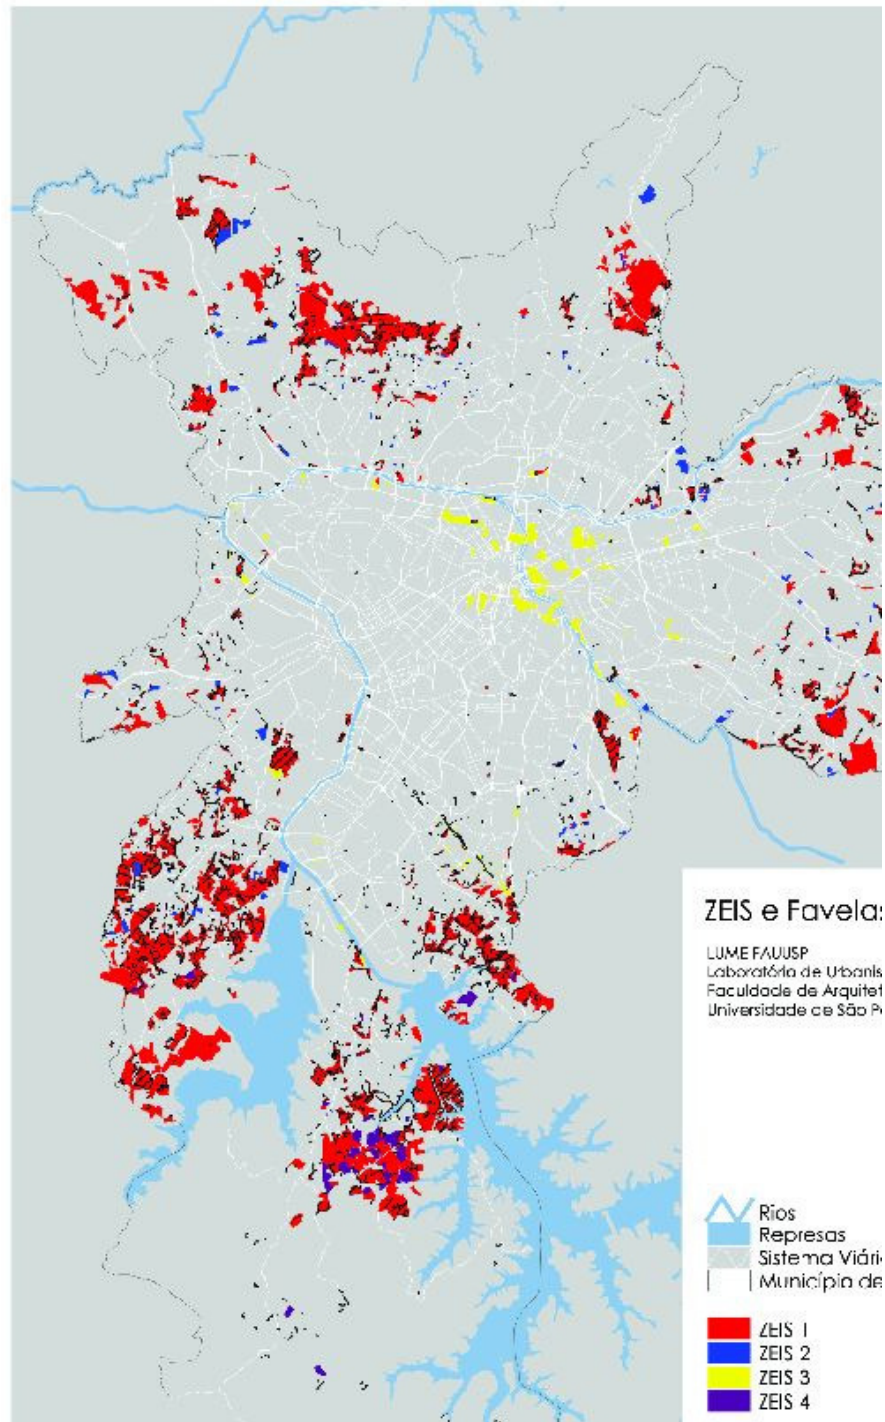 ZEIS e Favelas
LUME FAUUSP
Laboratório de Urbanis
Faculdade de Arquitet
Universidade de São P
Rios
Represas
Sistema Viári
Município de
ZEIS 1
ZEIS 2
ZEIS 3
ZEIS 4